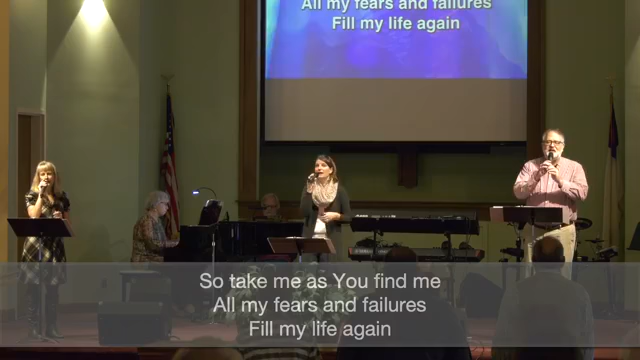 All my fears and failures
Fill my life again
So take me as You find me
All my fears and failures
Fill my life again